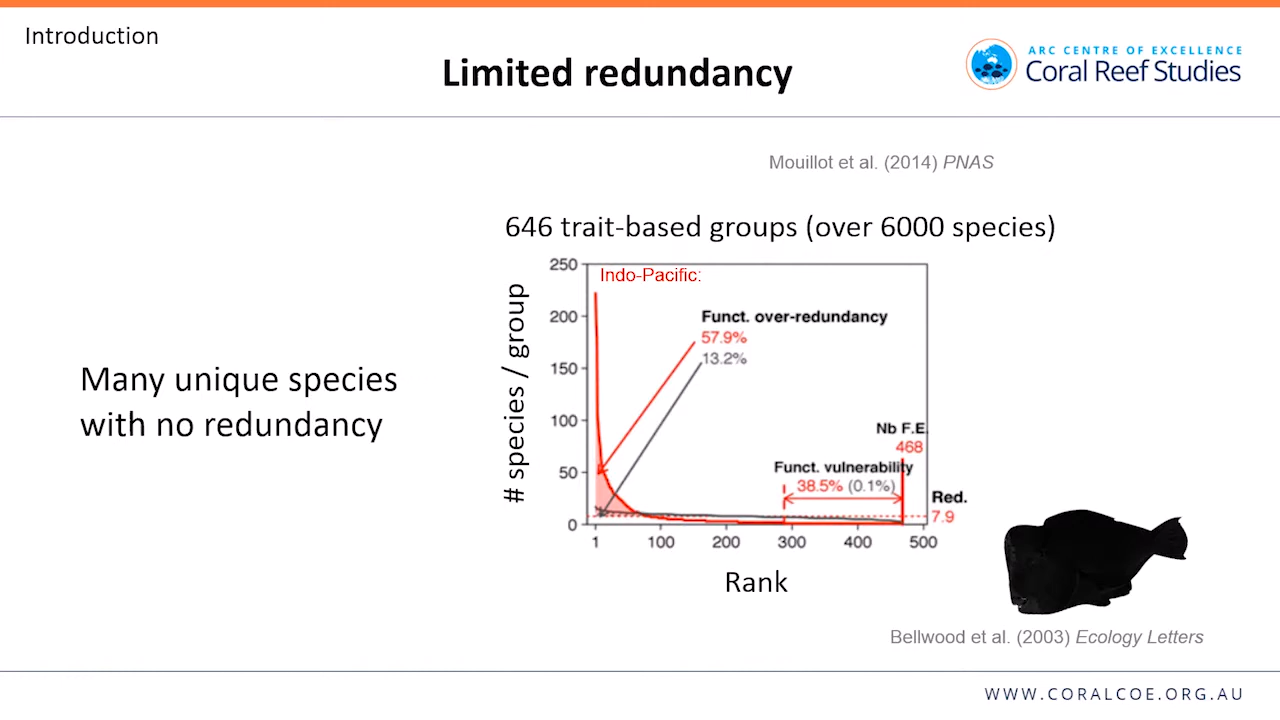 Introduction
Limited redundancy
ARC CENTRE OF EXCELLENCE
Coral Reef Studies
Mouillot et al. (2014) PNAS
646 trait-based groups (over 6000 species)
Many unique species
with no redundancy
# species / group
250
200
150
100
50
0
Indo-Pacific:
Funct. over-redundancy
57.9%
13.2%
Nb F.E.
468
Funct. vulnerability
38.5% (0.1%)
Red.
7.9
1 100 200 300 400 500
Rank
Bellwood et al. (2003) Ecology Letters
WWW.CORALCOE.ORG.AU